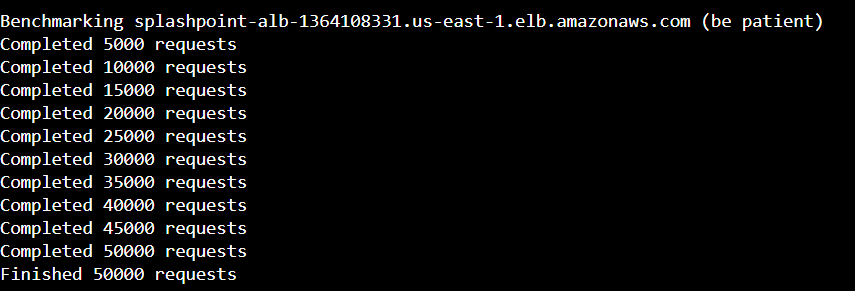 Benchmarking splashpoint-alb-1364108331.us-east-1.elb.amazonaws.com (be patient)
Completed 5000 requests
Completed 10000 requests
Completed 15000 requests
Completed 20000 requests
Completed 25000 requests
Completed 30000 requests
Completed 35000 requests
Completed 40000 requests
Completed 45000 requests
Completed 50000 requests
Finished 50000 requests